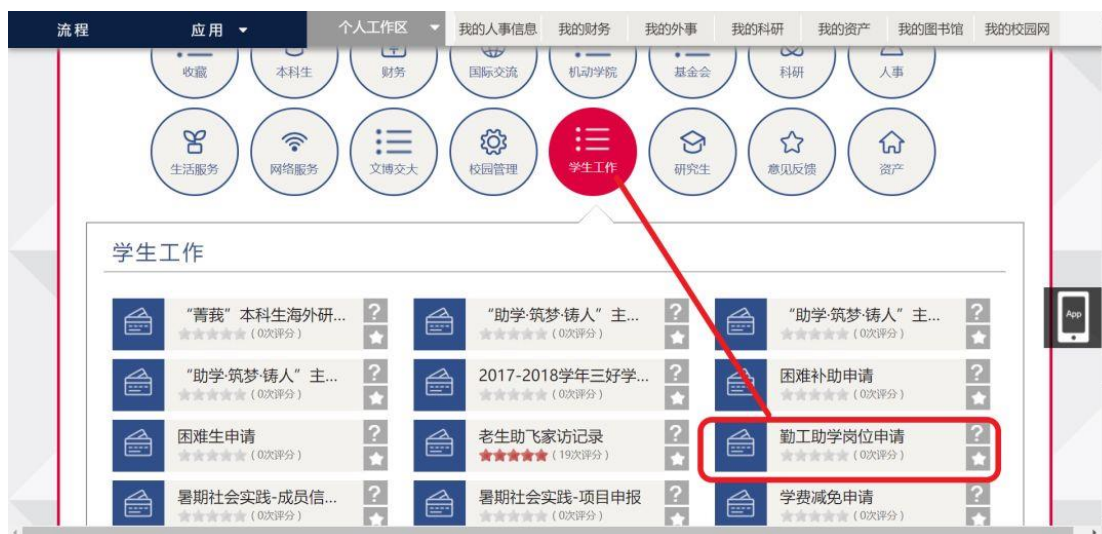 流程 应用 个人工作区 我的人事信息 我的财务 我的外事 我的科研 我的资产 我的图书馆 我的校园网
收藏 本科生 财务 国际交流 机动学院 基金会 科研 人事
生活服务 网络服务 文博交大 校园管理 学生工作 研究生 意见反馈 资产
学生工作
“菁莪”本科生海外研... ? “助学·筑梦·铸人”主... ? “助学·筑梦·铸人”主... ?
(0次评分) (0次评分) (0次评分)
App
“助学·筑梦·铸人”主... ? 2017-2018学年三好学... ? 困难补助申请 ?
(0次评分) (0次评分) (0次评分)
困难生申请 ? 老生助飞家访记录 ? 勤工助学岗位申请 ?
(0次评分) (19次评分) (0次评分)
暑期社会实践-成员信... ? 暑期社会实践-项目申报 ? 学费减免申请 ?
(0次评分) (0次评分) (0次评分)